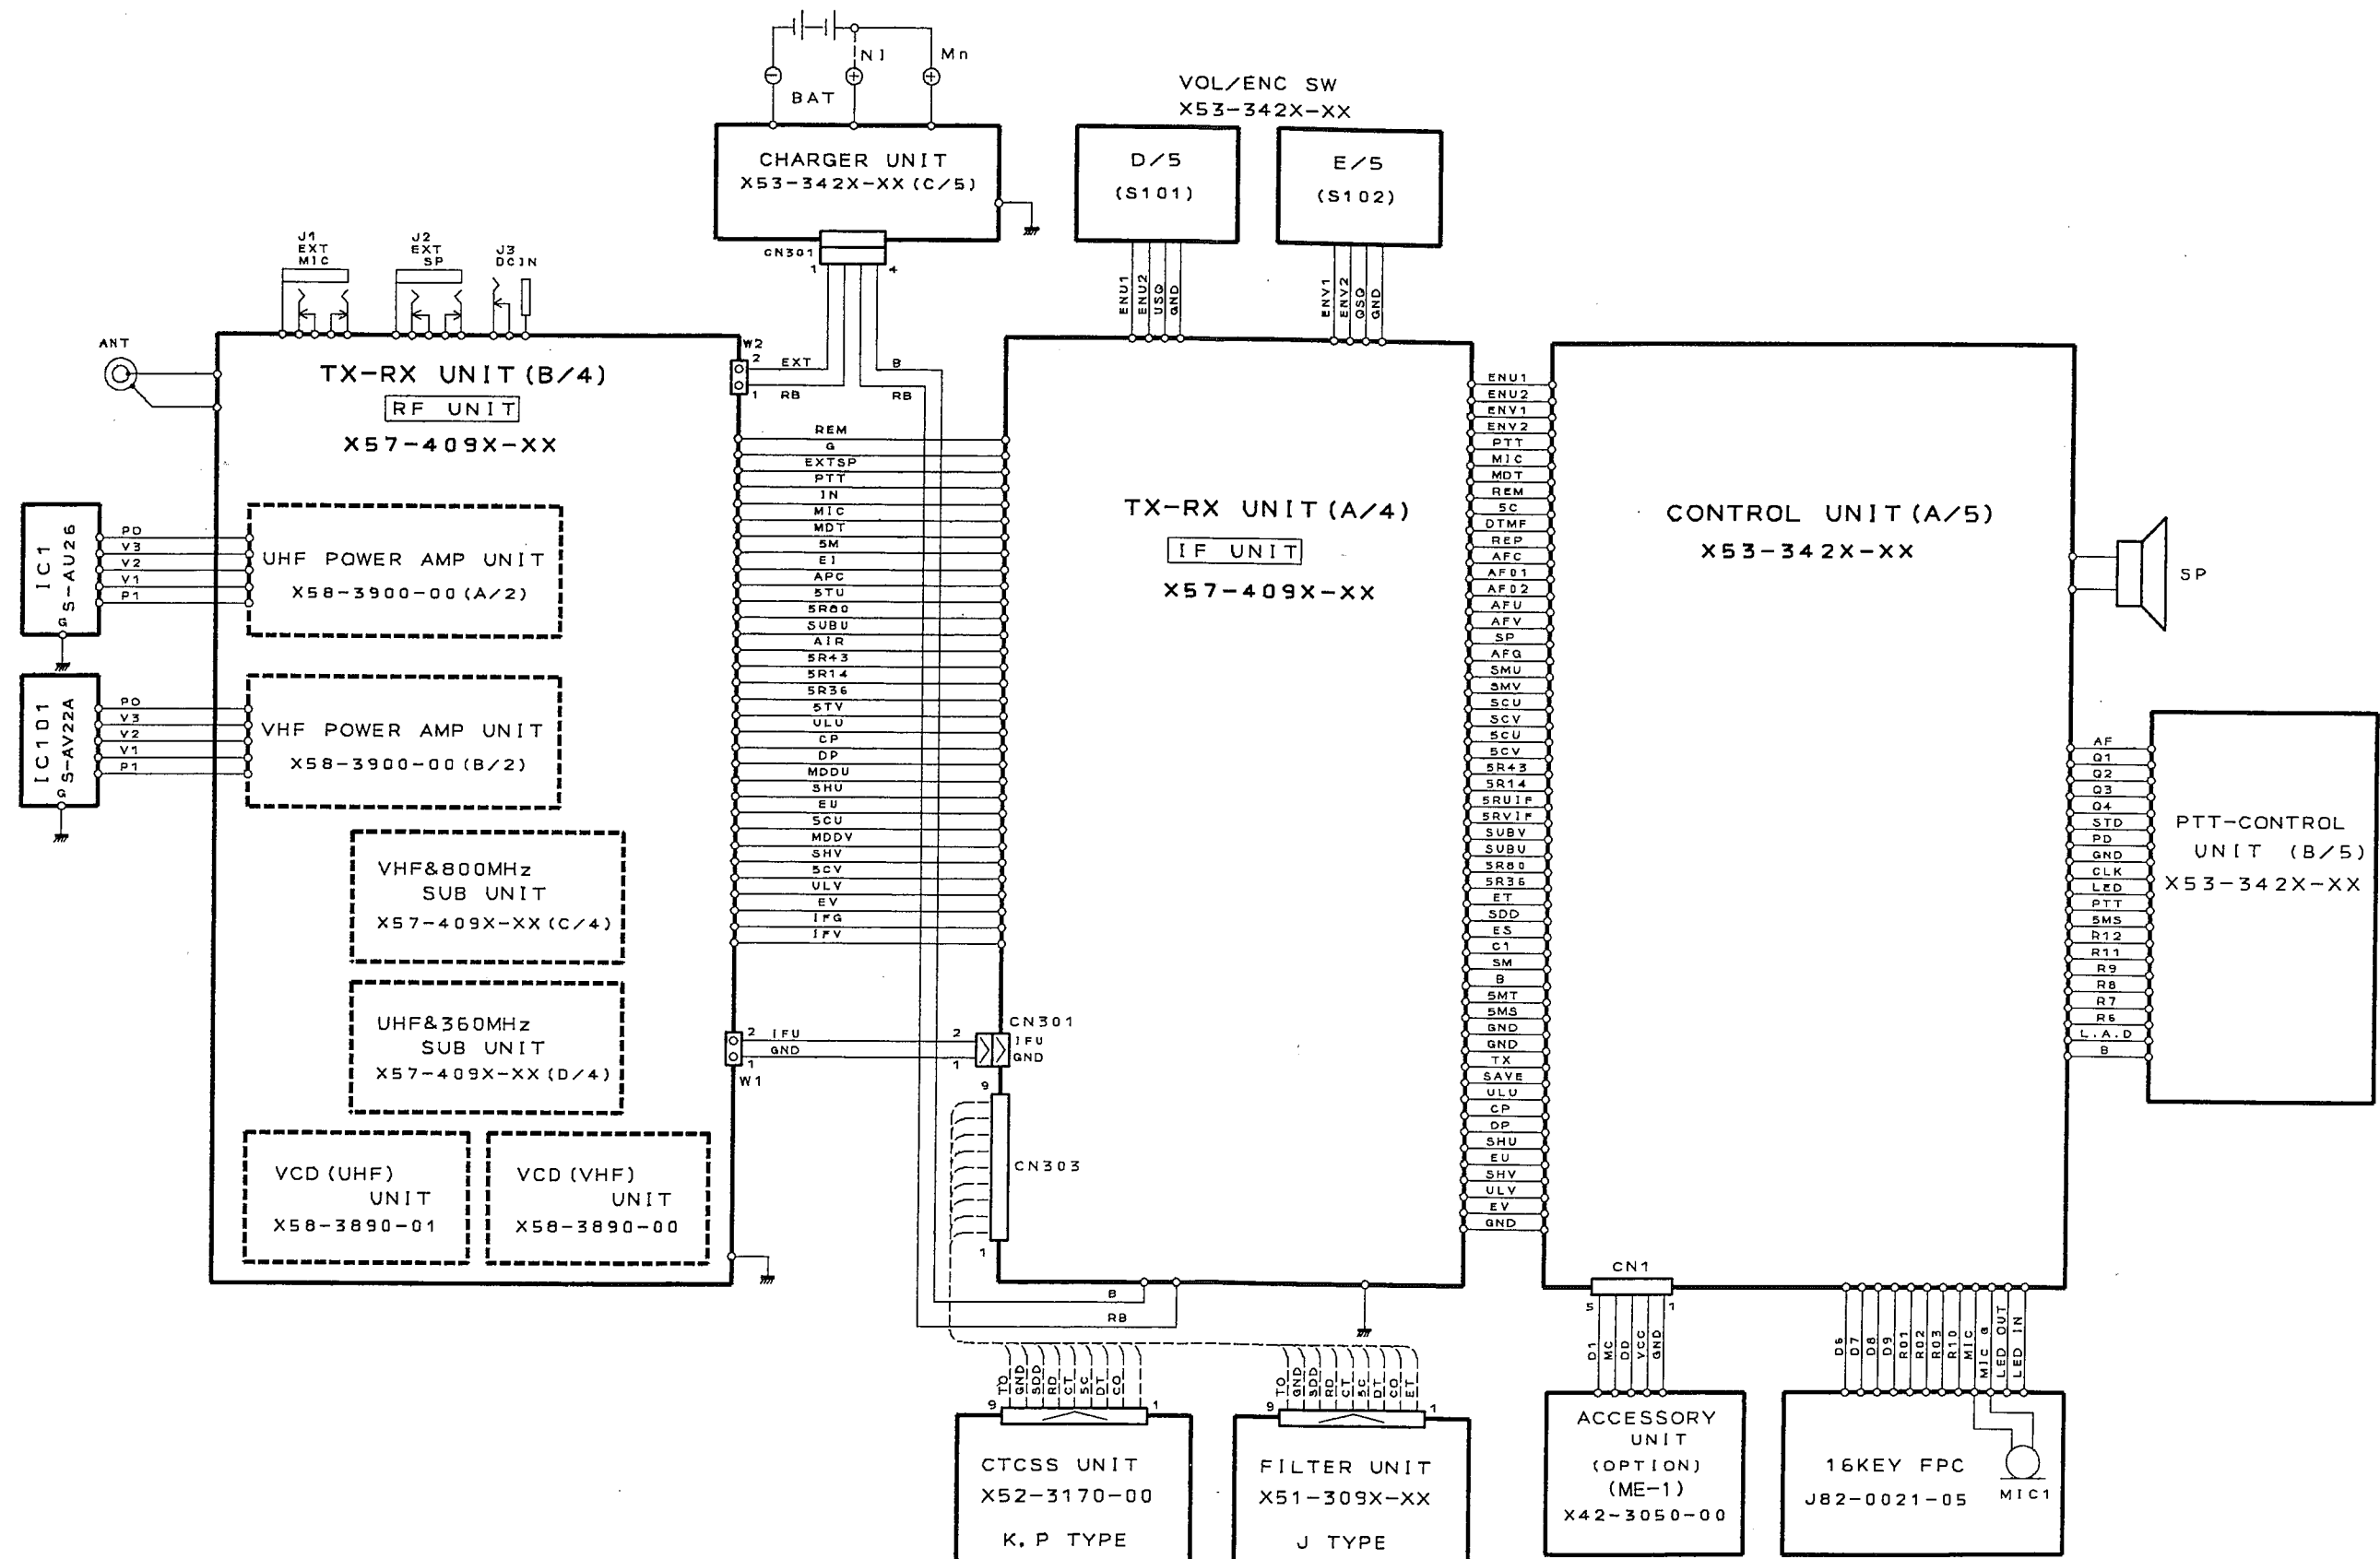 NI
Mn
BAT
VOL/ENC SW
X53-342X-XX
CHARGER UNIT
X53-342X-XX (C/5)
D/5
(S101)
E/5
(S102)
CN301
1
4
ENU1
ENU2
USQ
GND
ENV1
ENV2
QSQ
GND
J1
EXT
MIC
J2
EXT
SP
J3
DCIN
ANT
W2
2
1
EXT
RB
B
RB
TX-RX UNIT (B/4)
RF UNIT
X57-409X-XX
IC1
S-AU26
G
PO
V3
V2
V1
P1
UHF POWER AMP UNIT
X58-3900-00 (A/2)
IC101
S-AV22A
G
PO
V3
V2
V1
P1
VHF POWER AMP UNIT
X58-3900-00 (B/2)
VHF&800MHz
SUB UNIT
X57-409X-XX (C/4)
UHF&360MHz
SUB UNIT
X57-409X-XX (D/4)
VCO (UHF)
UNIT
X58-3890-01
VCO (VHF)
UNIT
X58-3890-00
REM
G
EXTSP
PTT
IN
MIC
MDT
5M
EI
APC
5TU
5R80
SUBU
AIR
5R43
5R14
5R36
5TV
ULU
CP
DP
MDDU
SHU
EU
5CU
MDDV
SHV
5CV
ULV
EV
IFG
IFV
2
IFU
GND
1
W1
2
1
CN301
IFU
GND
9
CN303
1
B
RB
TX-RX UNIT (A/4)
IF UNIT
X57-409X-XX
ENU1
ENU2
ENV1
ENV2
PTT
MIC
MDT
REM
5C
DTMF
REP
AFC
AFO1
AFO2
AFU
AFV
SP
AFG
SMU
SMV
SCU
SCV
5CU
5CV
5R43
5R14
5RUIF
5RVIF
SUBV
SUBU
5R80
5R36
ET
SDD
ES
C1
SM
B
5MT
5MS
GND
GND
TX
SAVE
ULU
CP
DP
SHU
EU
SHV
ULV
EV
GND
CONTROL UNIT (A/5)
X53-342X-XX
SP
AF
Q1
Q2
Q3
Q4
STD
PD
GND
CLK
LED
PTT
5MS
R12
R11
R9
R8
R7
R6
L.A.D
B
PTT-CONTROL
UNIT (B/5)
X53-342X-XX
CN1
5
1
D1
MC
DD
VCC
GND
D6
D7
D8
D9
R01
R02
R03
R10
MIC
MIC G
LED OUT
LED IN
TO
GND
SDD
RD
CT
5C
DT
CO
9
1
CTCSS UNIT
X52-3170-00
K, P TYPE
TO
GND
SDD
RD
CT
5C
DT
CO
ET
9
1
FILTER UNIT
X51-309X-XX
J TYPE
ACCESSORY
UNIT
(OPTION)
(ME-1)
X42-3050-00
16KEY FPC
J82-0021-05
MIC1